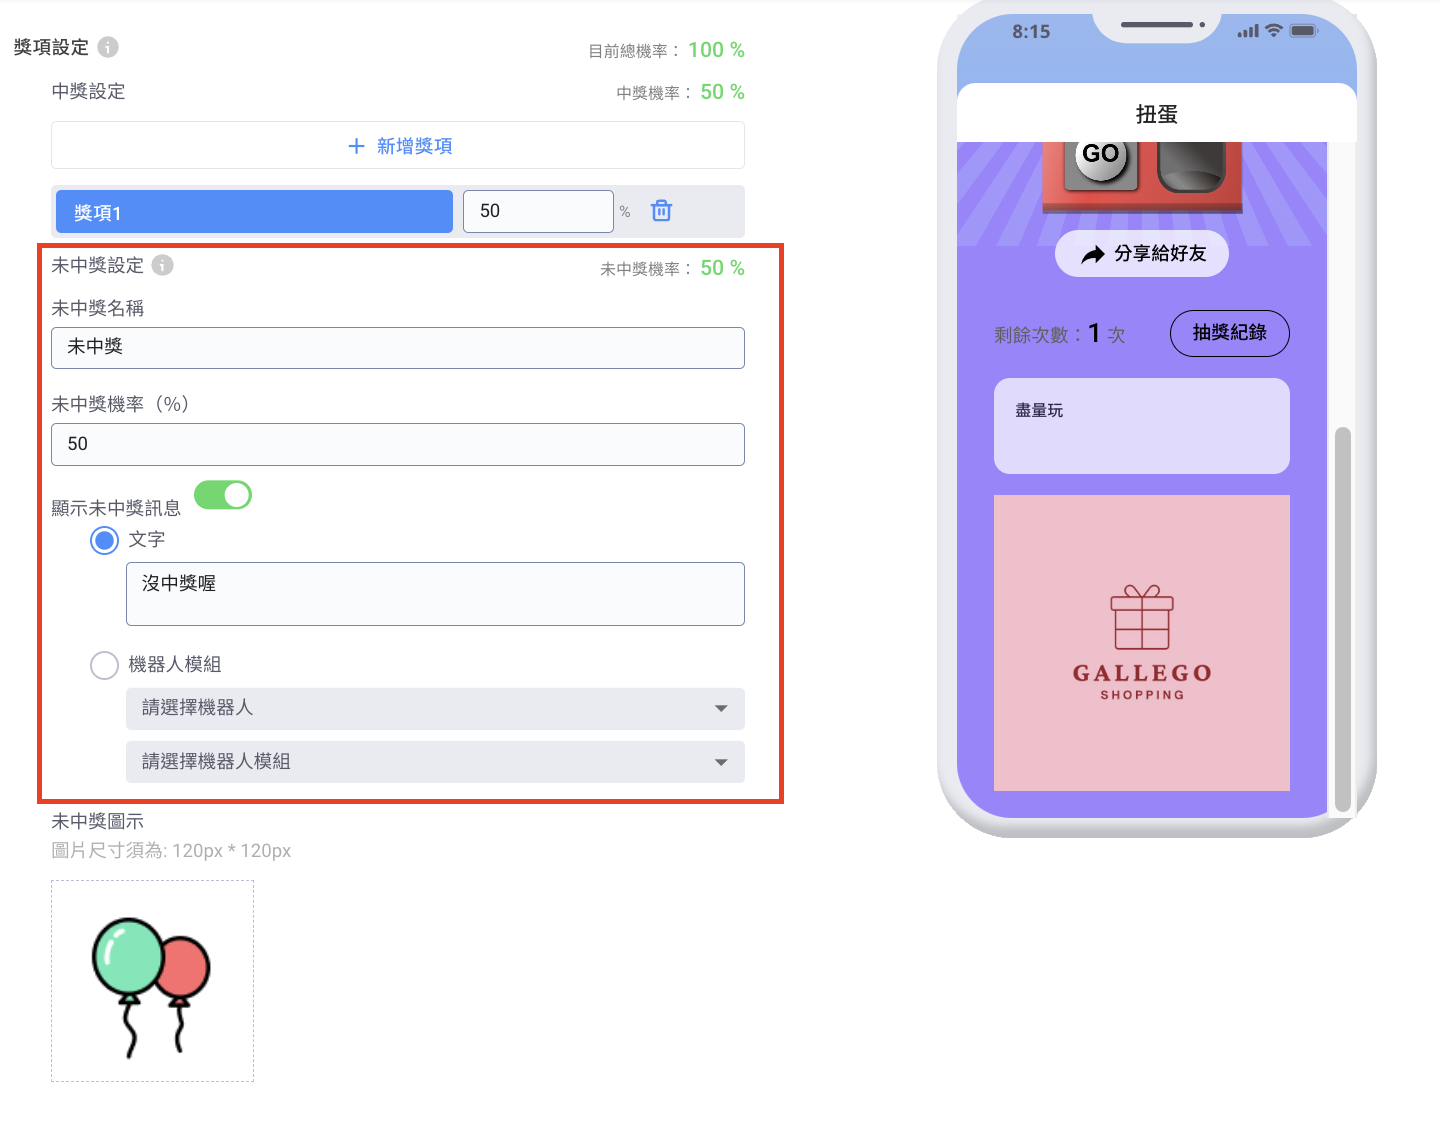 獎項設定
目前總機率： 100 %
中獎設定
中獎機率： 50 %
+ 新增獎項
獎項1
50
%
未中獎設定
未中獎機率： 50 %
未中獎名稱
未中獎
未中獎機率（%）
50
顯示未中獎訊息
文字
沒中獎喔
機器人模組
請選擇機器人
請選擇機器人模組
未中獎圖示
圖片尺寸須為: 120px * 120px
8:15
扭蛋
GO
分享給好友
剩餘次數：1 次
抽獎紀錄
盡量玩
GALLEGO
SHOPPING